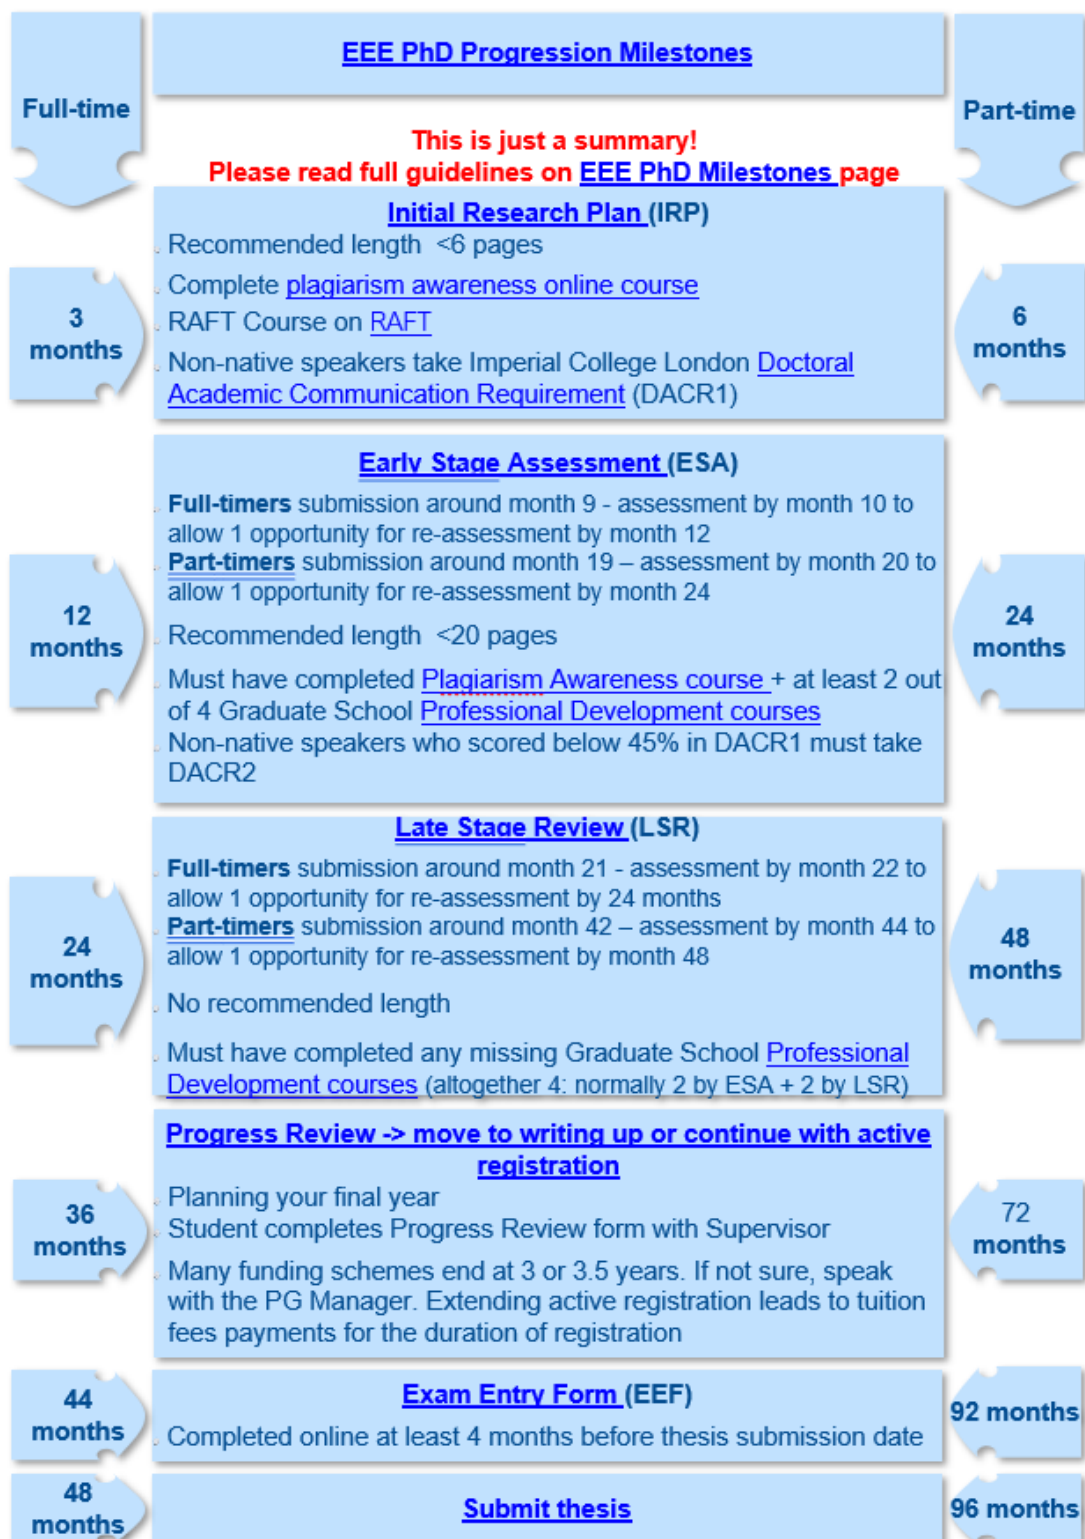 EEE PhD Progression Milestones
Full-time
Part-time
This is just a summary!
Please read full guidelines on EEE PhD Milestones page
Initial Research Plan (IRP)
Recommended length <6 pages
Complete plagiarism awareness online course
RAFT Course on RAFT
Non-native speakers take Imperial College London Doctoral
Academic Communication Requirement (DACR1)
3
months
6
months
Early Stage Assessment (ESA)
Full-timers submission around month 9 - assessment by month 10 to
allow 1 opportunity for re-assessment by month 12
Part-timers submission around month 19 – assessment by month 20 to
allow 1 opportunity for re-assessment by month 24
Recommended length <20 pages
Must have completed Plagiarism Awareness course + at least 2 out
of 4 Graduate School Professional Development courses
Non-native speakers who scored below 45% in DACR1 must take
DACR2
12
months
24
months
Late Stage Review (LSR)
Full-timers submission around month 21 - assessment by month 22 to
allow 1 opportunity for re-assessment by 24 months
Part-timers submission around month 42 – assessment by month 44 to
allow 1 opportunity for re-assessment by month 48
No recommended length
Must have completed any missing Graduate School Professional
Development courses (altogether 4: normally 2 by ESA + 2 by LSR)
24
months
48
months
Progress Review -> move to writing up or continue with active
registration
Planning your final year
Student completes Progress Review form with Supervisor
Many funding schemes end at 3 or 3.5 years. If not sure, speak
with the PG Manager. Extending active registration leads to tuition
fees payments for the duration of registration
36
months
72
months
Exam Entry Form (EEF)
Completed online at least 4 months before thesis submission date
44
months
92 months
Submit thesis
48
months
96 months